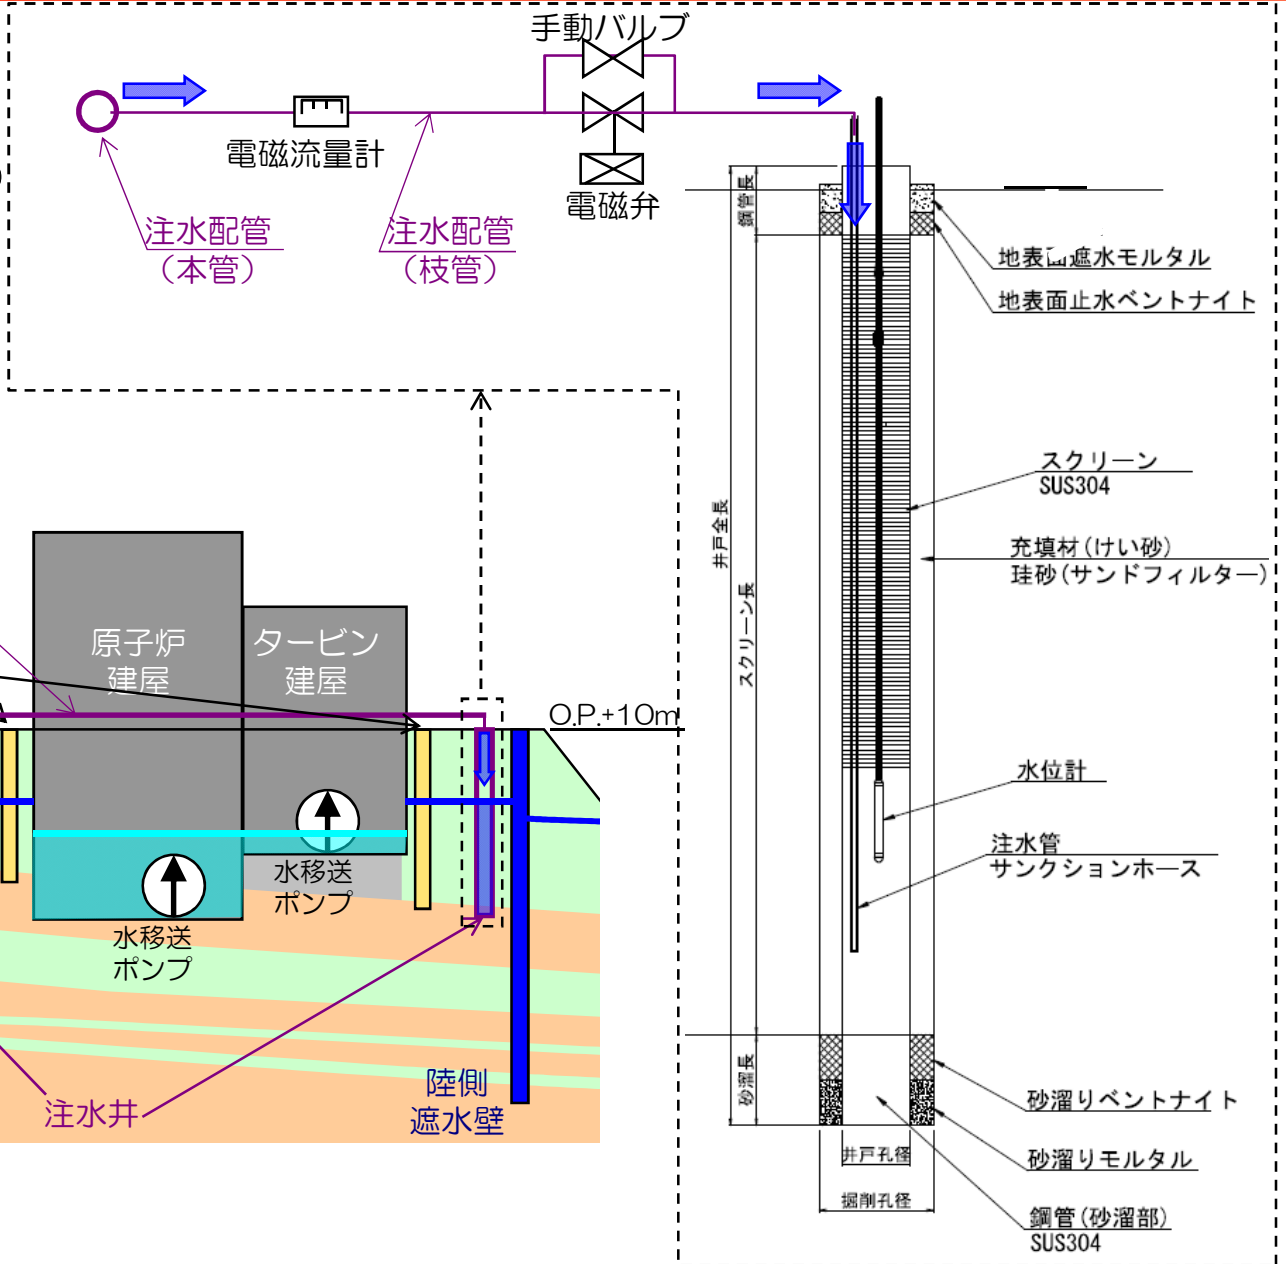 手動バルブ
電磁流量計
電磁弁
注水配管
（本管）
注水配管
（枝管）
鋼管長
地表面遮水モルタル
地表面止水ベントナイト
スクリーン
SUS304
井戸全長
充填材(けい砂)
珪砂(サンドフィルター)
スクリーン長
原子炉
建屋
タービン
建屋
O.P.+10m
水位計
注水管
サンクションホース
水移送
ポンプ
水移送
ポンプ
砂溜長
陸側
遮水壁
注水井
砂溜りベントナイト
井戸孔径
砂溜りモルタル
掘削孔径
鋼管(砂溜部)
SUS304